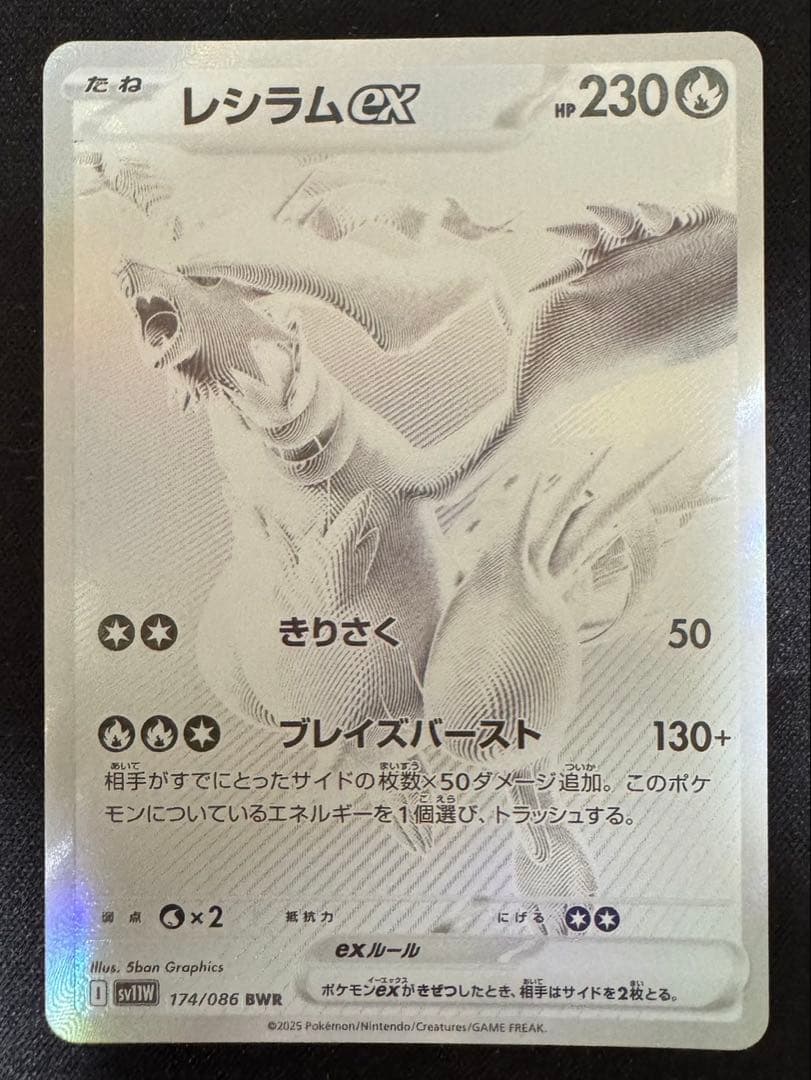 たね
レシラムex
HP230
きりさく 50
ブレイズバースト 130+
相手がすでにとったサイドの枚数×50ダメージ追加。このポケ
モンについているエネルギーを1個選び、トラッシュする。
弱点 ×2 抵抗力 にげる
exルール
ポケモンexがきぜつしたとき、相手はサイドを2枚とる。
Illus. 5ban Graphics
I SV11W 174/086 BWR
©2025 Pokémon/Nintendo/Creatures/GAME FREAK.